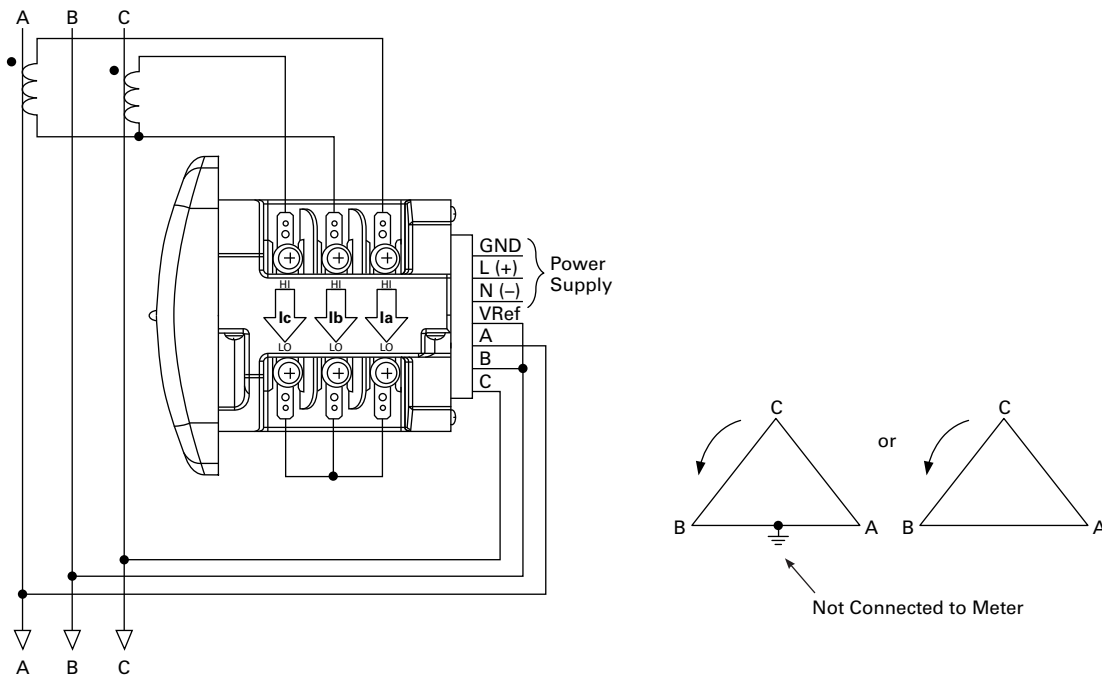 A B C
GND
L (+)
N (–)
Power
Supply
VRef
A
B
C
HI HI HI
Ic Ib Ia
LO LO LO
C
B A
or
C
B A
Not Connected to Meter
A B C